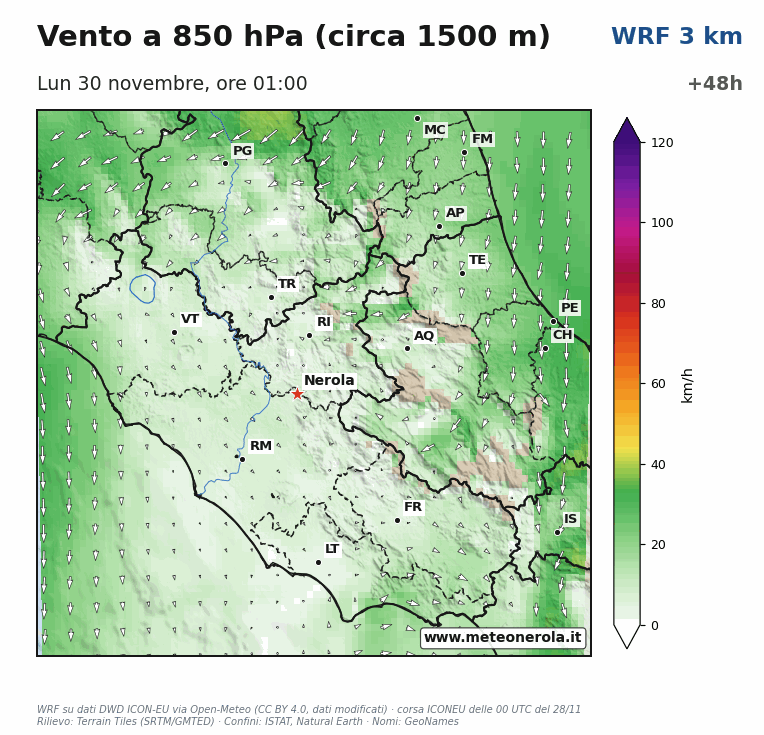 Vento a 850 hPa (circa 1500 m)
WRF 3 km
Lun 30 novembre, ore 01:00
+48h
MC
FM
PG
AP
TE
TR
PE
VT
RI
CH
AQ
Nerola
RM
FR
IS
LT
www.meteonerola.it
120
100
80
60
40
20
0
km/h
WRF su dati DWD ICON-EU via Open-Meteo (CC BY 4.0, dati modificati) · corsa ICONEU delle 00 UTC del 28/11
Rilievo: Terrain Tiles (SRTM/GMTED) · Confini: ISTAT, Natural Earth · Nomi: GeoNames